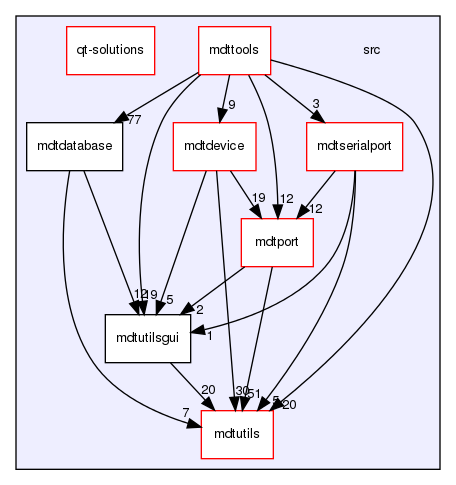 qt-solutions
mdttools
src
77
9
3
mdtdatabase
mdtdevice
mdtserialport
19
12
12
mdtport
12
19
5
2
1
mdtutilsgui
20
30
51
5
20
7
mdtutils